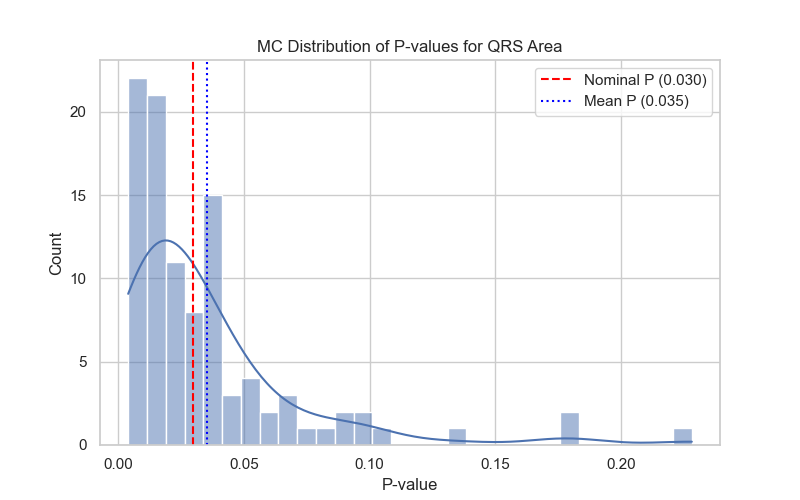 MC Distribution of P-values for QRS Area
Nominal P (0.030)
Mean P (0.035)
Count
20
15
10
5
0
0.00 0.05 0.10 0.15 0.20
P-value